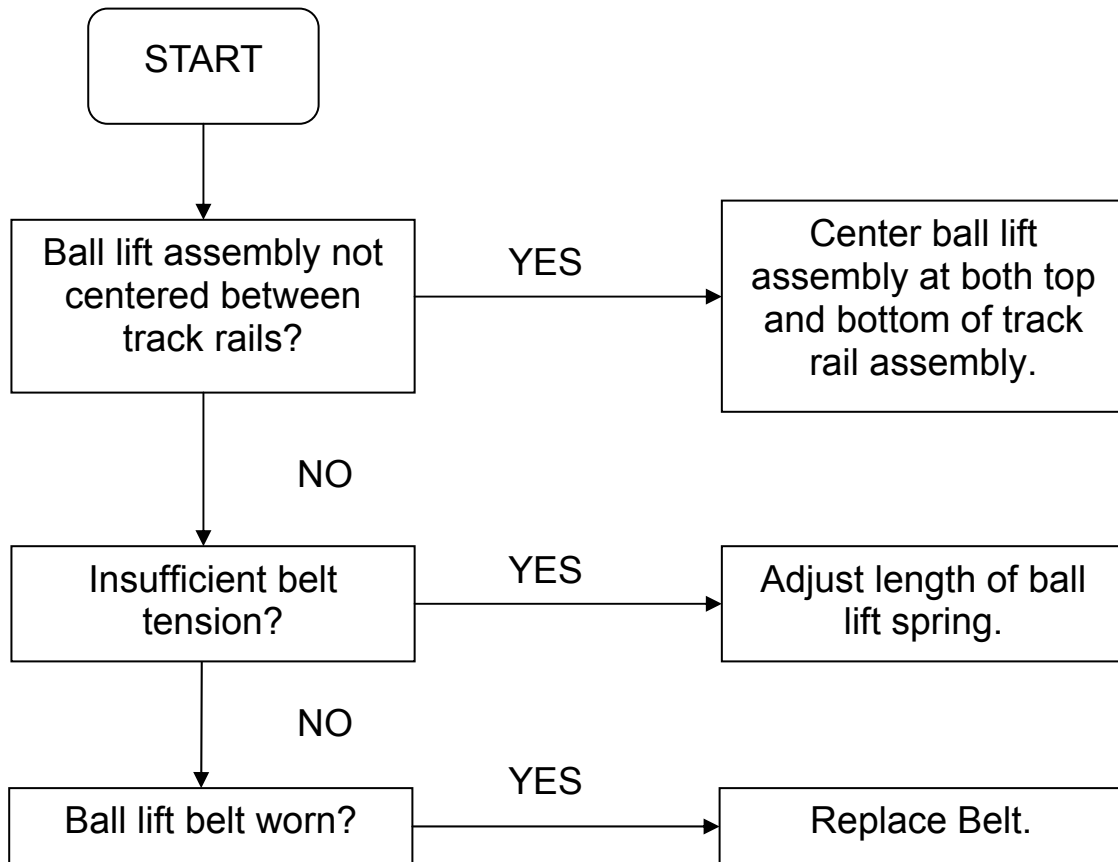 START
Ball lift assembly not
centered between
track rails?
YES
Center ball lift
assembly at both top
and bottom of track
rail assembly.
NO
Insufficient belt
tension?
YES
Adjust length of ball
lift spring.
NO
Ball lift belt worn?
YES
Replace Belt.